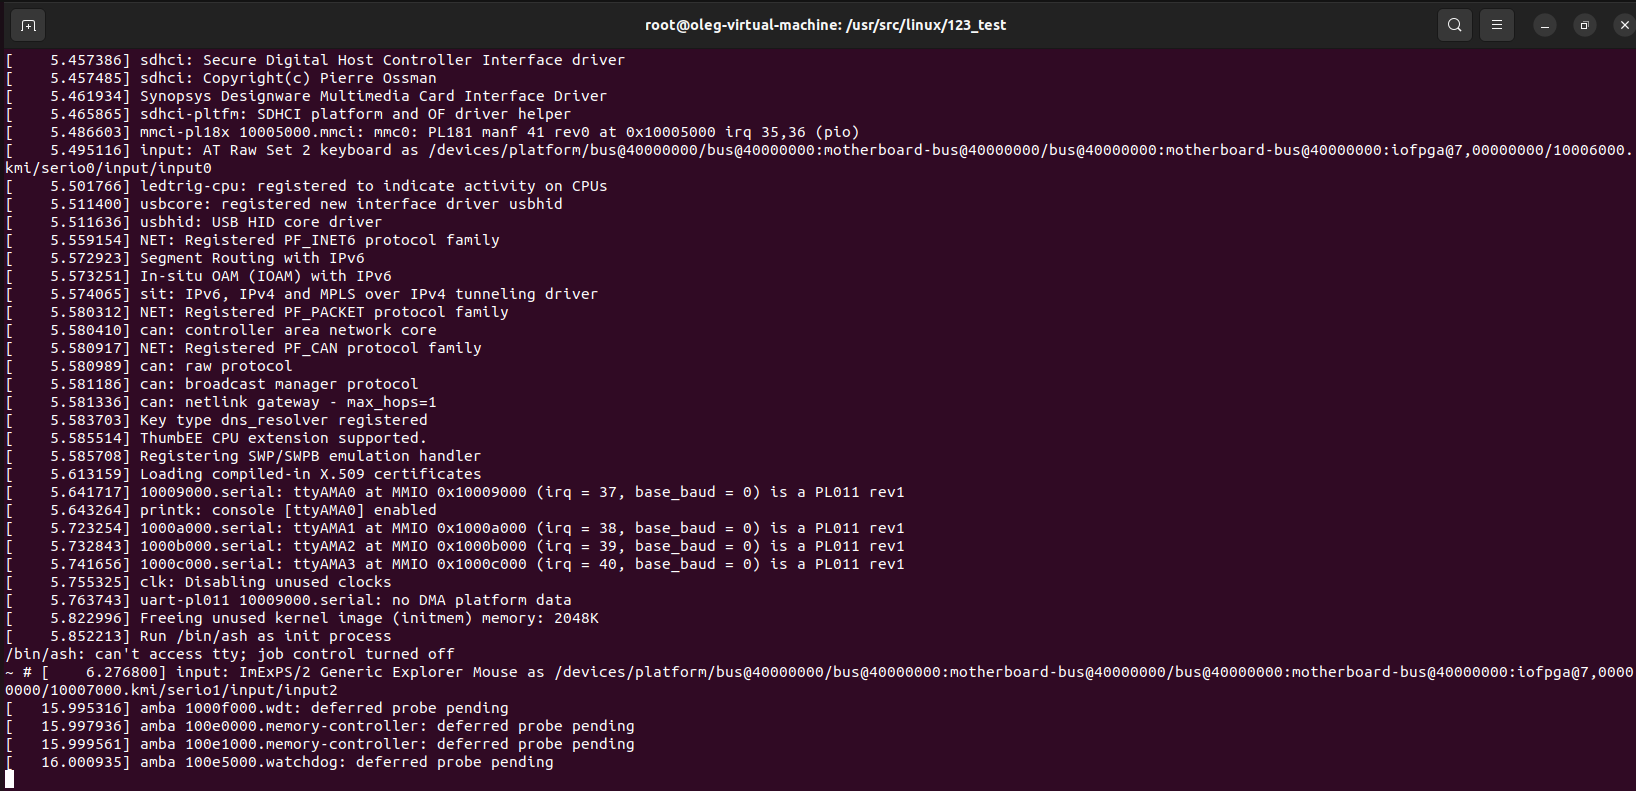 root@oleg-virtual-machine: /usr/src/linux/123_test
[    5.457386] sdhci: Secure Digital Host Controller Interface driver
[    5.457485] sdhci: Copyright(c) Pierre Ossman
[    5.461934] Synopsys Designware Multimedia Card Interface Driver
[    5.465865] sdhci-pltfm: SDHCI platform and OF driver helper
[    5.486603] mmci-pl18x 10005000.mmci: mmc0: PL181 manf 41 rev0 at 0x10005000 irq 35,36 (pio)
[    5.495116] input: AT Raw Set 2 keyboard as /devices/platform/bus@40000000/bus@40000000:motherboard-bus@40000000/bus@40000000:motherboard-bus@40000000:iofpga@7,00000000/10006000.
kmi/serio0/input/input0
[    5.501766] ledtrig-cpu: registered to indicate activity on CPUs
[    5.511400] usbcore: registered new interface driver usbhid
[    5.511636] usbhid: USB HID core driver
[    5.559154] NET: Registered PF_INET6 protocol family
[    5.572923] Segment Routing with IPv6
[    5.573251] In-situ OAM (IOAM) with IPv6
[    5.574065] sit: IPv6, IPv4 and MPLS over IPv4 tunneling driver
[    5.580312] NET: Registered PF_PACKET protocol family
[    5.580410] can: controller area network core
[    5.580917] NET: Registered PF_CAN protocol family
[    5.580989] can: raw protocol
[    5.581186] can: broadcast manager protocol
[    5.581336] can: netlink gateway - max_hops=1
[    5.583703] Key type dns_resolver registered
[    5.585514] ThumbEE CPU extension supported.
[    5.585708] Registering SWP/SWPB emulation handler
[    5.613159] Loading compiled-in X.509 certificates
[    5.641717] 10009000.serial: ttyAMA0 at MMIO 0x10009000 (irq = 37, base_baud = 0) is a PL011 rev1
[    5.643264] printk: console [ttyAMA0] enabled
[    5.723254] 1000a000.serial: ttyAMA1 at MMIO 0x1000a000 (irq = 38, base_baud = 0) is a PL011 rev1
[    5.732843] 1000b000.serial: ttyAMA2 at MMIO 0x1000b000 (irq = 39, base_baud = 0) is a PL011 rev1
[    5.741656] 1000c000.serial: ttyAMA3 at MMIO 0x1000c000 (irq = 40, base_baud = 0) is a PL011 rev1
[    5.755325] clk: Disabling unused clocks
[    5.763743] uart-pl011 10009000.serial: no DMA platform data
[    5.822996] Freeing unused kernel image (initmem) memory: 2048K
[    5.852213] Run /bin/ash as init process
/bin/ash: can't access tty; job control turned off
~ # [    6.276800] input: ImExPS/2 Generic Explorer Mouse as /devices/platform/bus@40000000/bus@40000000:motherboard-bus@40000000/bus@40000000:motherboard-bus@40000000:iofpga@7,0000
0000/10007000.kmi/serio1/input/input2
[   15.995316] amba 1000f000.wdt: deferred probe pending
[   15.997936] amba 100e0000.memory-controller: deferred probe pending
[   15.999561] amba 100e1000.memory-controller: deferred probe pending
[   16.000935] amba 100e5000.watchdog: deferred probe pending